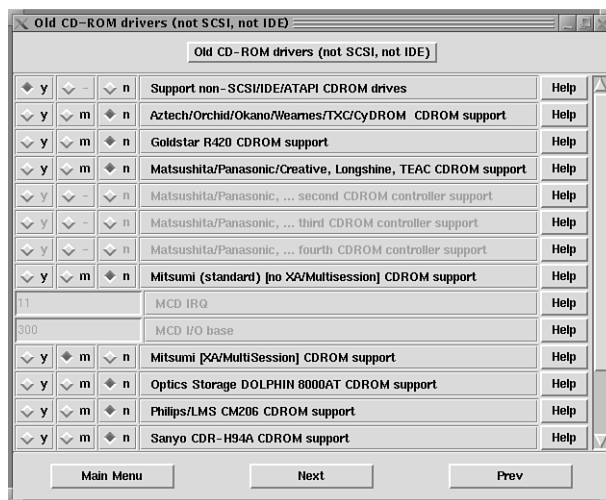 Old CD-ROM drivers (not SCSI, not IDE)
Old CD-ROM drivers (not SCSI, not IDE)
y - n Support non-SCSI/IDE/ATAPI CDROM drives Help
y m n Aztech/Orchid/Okano/Wearnes/TXC/CyDROM CDROM support Help
y m n Goldstar R420 CDROM support Help
y m n Matsushita/Panasonic/Creative, Longshine, TEAC CDROM support Help
y - n Matsushita/Panasonic, ... second CDROM controller support Help
y - n Matsushita/Panasonic, ... third CDROM controller support Help
y - n Matsushita/Panasonic, ... fourth CDROM controller support Help
y m n Mitsumi (standard) [no XA/Multisession] CDROM support Help
11 MCD IRQ Help
300 MCD I/O base Help
y m n Mitsumi [XA/MultiSession] CDROM support Help
y m n Optics Storage DOLPHIN 8000AT CDROM support Help
y m n Philips/LMS CM206 CDROM support Help
y m n Sanyo CDR-H94A CDROM support Help
Main Menu Next Prev